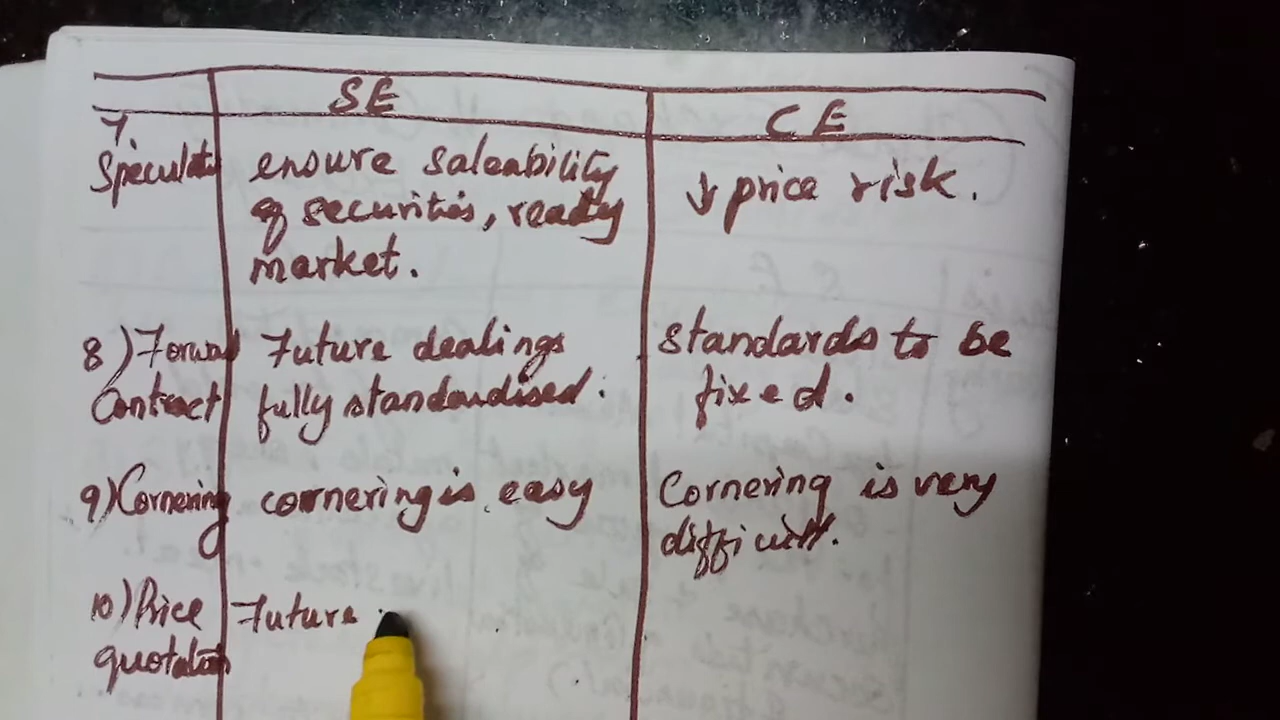 SE
CE
7.
Speculation
ensure saleability
of securities, ready
market.
↓ price risk.
8) Forward
Contract
Future dealings
fully standardised.
standards to be
fixed.
9) Cornering
cornering is easy
Cornering is very
difficult.
10) Price
quotation
Future